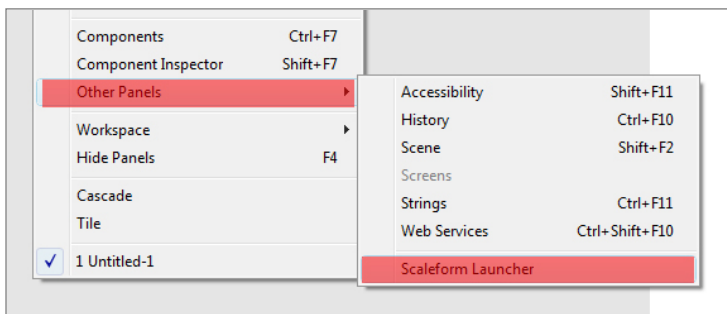 Components Ctrl+F7
Component Inspector Shift+F7
Other Panels
Workspace
Hide Panels F4
Cascade
Tile
1 Untitled-1
Accessibility Shift+F11
History Ctrl+F10
Scene Shift+F2
Screens
Strings Ctrl+F11
Web Services Ctrl+Shift+F10
Scaleform Launcher